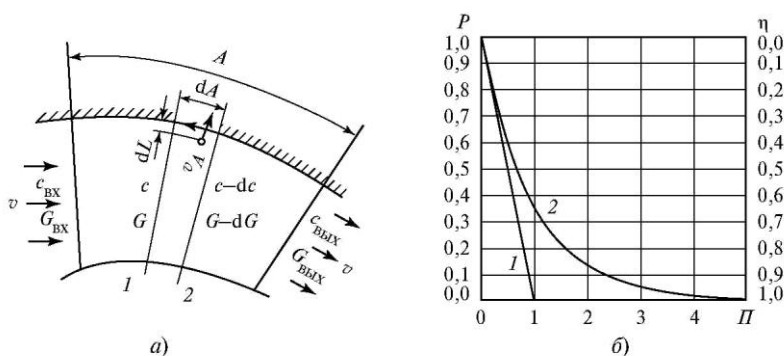 A
dA
dL
v_A
c_ВХ
v
G_ВХ
c
c–dc
G
G–dG
c_ВЫХ
v
G_ВЫХ
1
2
а)
P
η
1,0
0,0
0,9
0,1
0,8
0,2
0,7
0,3
0,6
0,4
0,5
0,5
0,4
0,6
0,3
0,7
0,2
0,8
0,1
0,9
0,0
1,0
2
1
0 1 2 3 4 П
б)